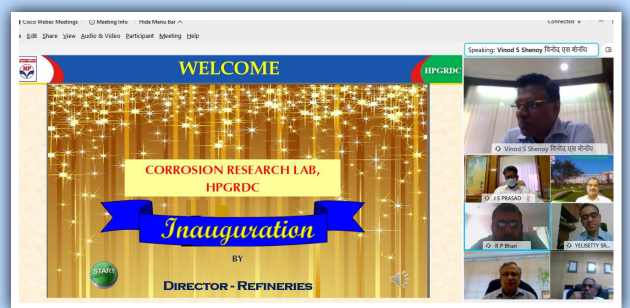 Cisco Webex Meetings Meeting Info Hide Menu Bar
Connected
Edit Share View Audio & Video Participant Meeting Help
Speaking: Vinod S Shenoy विनोद एस शेनॉय
WELCOME
HP
HPGRDC
Vinod S Shenoy विनोद एस शेनॉय
CORROSION RESEARCH LAB,
HPGRDC
J S PRASAD
Inauguration
R P Bhan
YELISETTY SR...
BY
START
DIRECTOR - REFINERIES